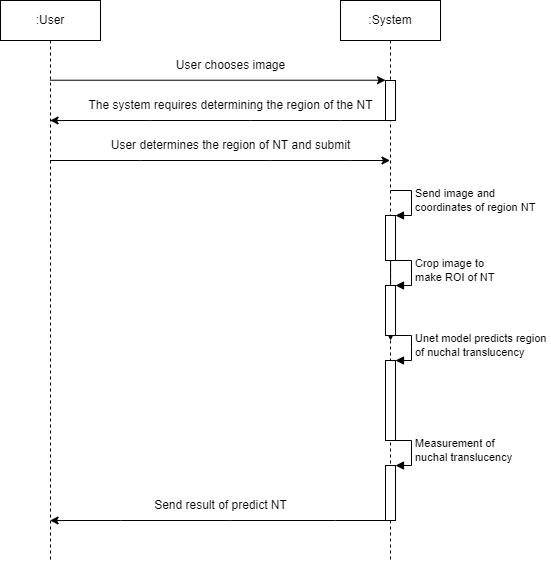 :User
:System
User chooses image
The system requires determining the region of the NT
User determines the region of NT and submit
Send image and
coordinates of region NT
Crop image to
make ROI of NT
Unet model predicts region
of nuchal translucency
Measurement of
nuchal translucency
Send result of predict NT